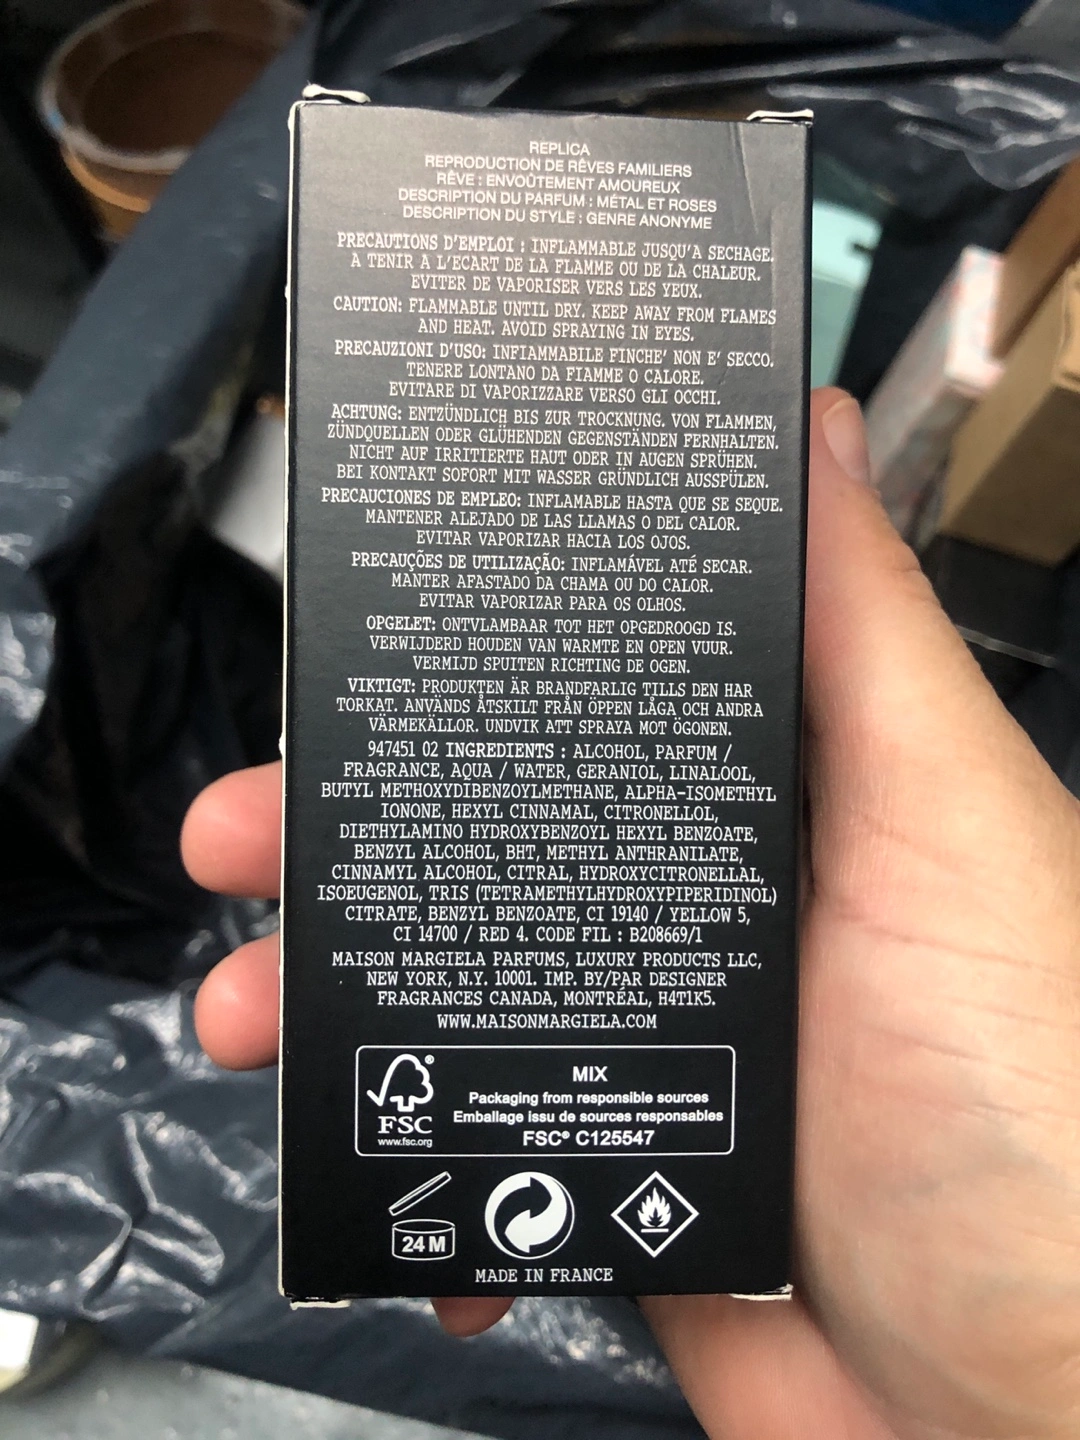 REPLICA
REPRODUCTION DE RÊVES FAMILIERS
RÊVE : ENVOÛTEMENT AMOUREUX
DESCRIPTION DU PARFUM : MÉTAL ET ROSES
DESCRIPTION DU STYLE : GENRE ANONYME
PRECAUTIONS D'EMPLOI : INFLAMMABLE JUSQU'A SECHAGE.
A TENIR A L'ECART DE LA FLAMME OU DE LA CHALEUR.
EVITER DE VAPORISER VERS LES YEUX.
CAUTION: FLAMMABLE UNTIL DRY. KEEP AWAY FROM FLAMES
AND HEAT. AVOID SPRAYING IN EYES.
PRECAUZIONI D'USO: INFIAMMABILE FINCHE' NON E' SECCO.
TENERE LONTANO DA FIAMME O CALORE.
EVITARE DI VAPORIZZARE VERSO GLI OCCHI.
ACHTUNG: ENTZÜNDLICH BIS ZUR TROCKNUNG. VON FLAMMEN,
ZÜNDQUELLEN ODER GLÜHENDEN GEGENSTÄNDEN FERNHALTEN.
NICHT AUF IRRITIERTE HAUT ODER IN AUGEN SPRÜHEN.
BEI KONTAKT SOFORT MIT WASSER GRÜNDLICH AUSSPÜLEN.
PRECAUCIONES DE EMPLEO: INFLAMABLE HASTA QUE SE SEQUE.
MANTENER ALEJADO DE LAS LLAMAS O DEL CALOR.
EVITAR VAPORIZAR HACIA LOS OJOS.
PRECAUÇÕES DE UTILIZAÇÃO: INFLAMÁVEL ATÉ SECAR.
MANTER AFASTADO DA CHAMA OU DO CALOR.
EVITAR VAPORIZAR PARA OS OLHOS.
OPGELET: ONTVLAMBAAR TOT HET OPGEDROOGD IS.
VERWIJDERD HOUDEN VAN WARMTE EN OPEN VUUR.
VERMIJD SPUITEN RICHTING DE OGEN.
VIKTIGT: PRODUKTEN ÄR BRANDFARLIG TILLS DEN HAR
TORKAT. ANVÄNDS ÅTSKILT FRÅN ÖPPEN LÅGA OCH ANDRA
VÄRMEKÄLLOR. UNDVIK ATT SPRAYA MOT ÖGONEN.
947451 02 INGREDIENTS : ALCOHOL, PARFUM /
FRAGRANCE, AQUA / WATER, GERANIOL, LINALOOL,
BUTYL METHOXYDIBENZOYLMETHANE, ALPHA-ISOMETHYL
IONONE, HEXYL CINNAMAL, CITRONELLOL,
DIETHYLAMINO HYDROXYBENZOYL HEXYL BENZOATE,
BENZYL ALCOHOL, BHT, METHYL ANTHRANILATE,
CINNAMYL ALCOHOL, CITRAL, HYDROXYCITRONELLAL,
ISOEUGENOL, TRIS (TETRAMETHYLHYDROXYPIPERIDINOL)
CITRATE, BENZYL BENZOATE, CI 19140 / YELLOW 5,
CI 14700 / RED 4. CODE FIL : B208669/1
MAISON MARGIELA PARFUMS, LUXURY PRODUCTS LLC,
NEW YORK, N.Y. 10001. IMP. BY/PAR DESIGNER
FRAGRANCES CANADA, MONTRÉAL, H4T1K5.
WWW.MAISONMARGIELA.COM
FSC
www.fsc.org
MIX
Packaging from responsible sources
Emballage issu de sources responsables
FSC® C125547
24 M
MADE IN FRANCE